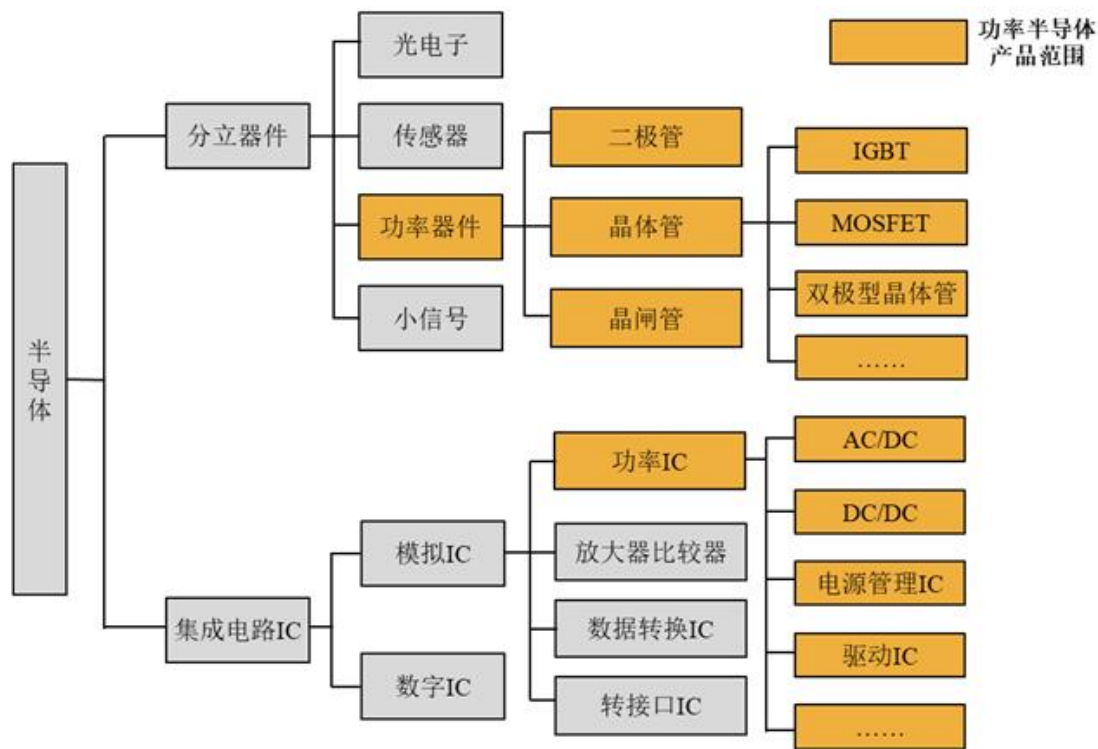 光电子
功率半导体
产品范围
分立器件
传感器
二极管
IGBT
功率器件
晶体管
MOSFET
小信号
晶闸管
双极型晶体管
……
半导体
功率IC
AC/DC
模拟IC
放大器比较器
DC/DC
电源管理IC
集成电路IC
数据转换IC
驱动IC
数字IC
转接口IC
……